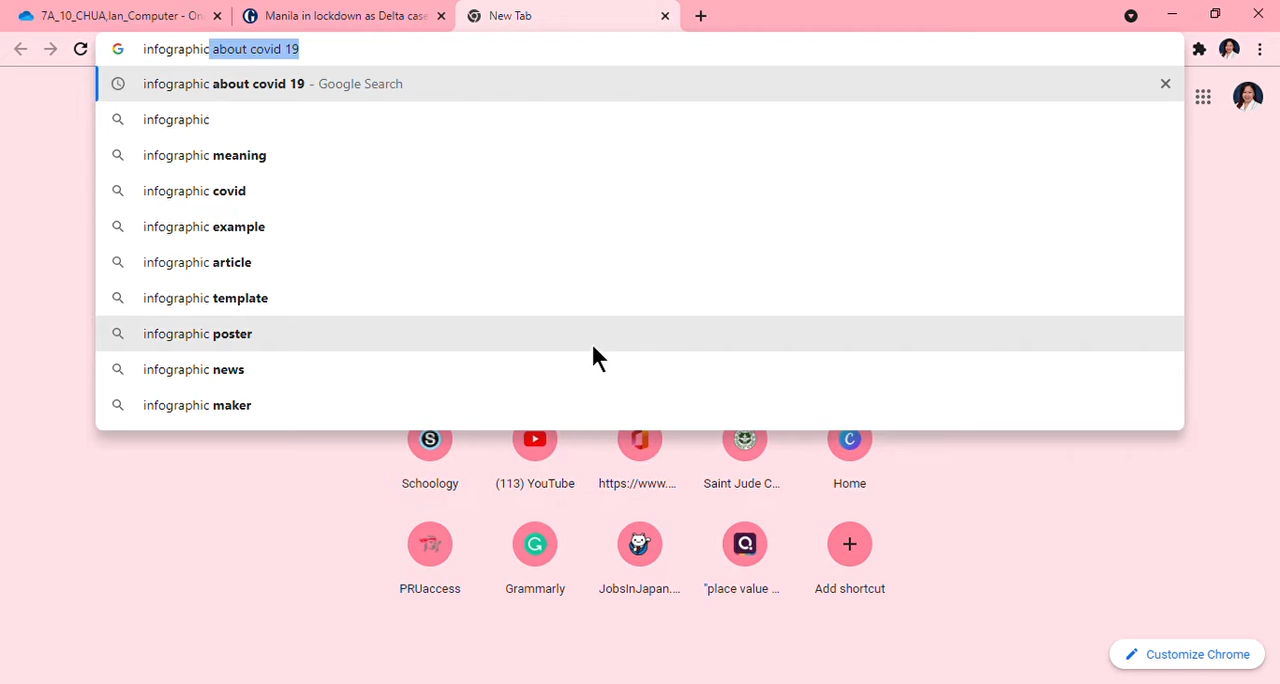 7A_10_CHUA,Ian_Computer - On
Manila in lockdown as Delta case
New Tab
infographic about covid 19
infographic about covid 19 - Google Search
infographic
infographic meaning
infographic covid
infographic example
infographic article
infographic template
infographic poster
infographic news
infographic maker
S
C
Schoology
(113) YouTube
https://www....
Saint Jude C...
Home
PRUaccess
Grammarly
JobsInJapan....
"place value ...
Add shortcut
Customize Chrome